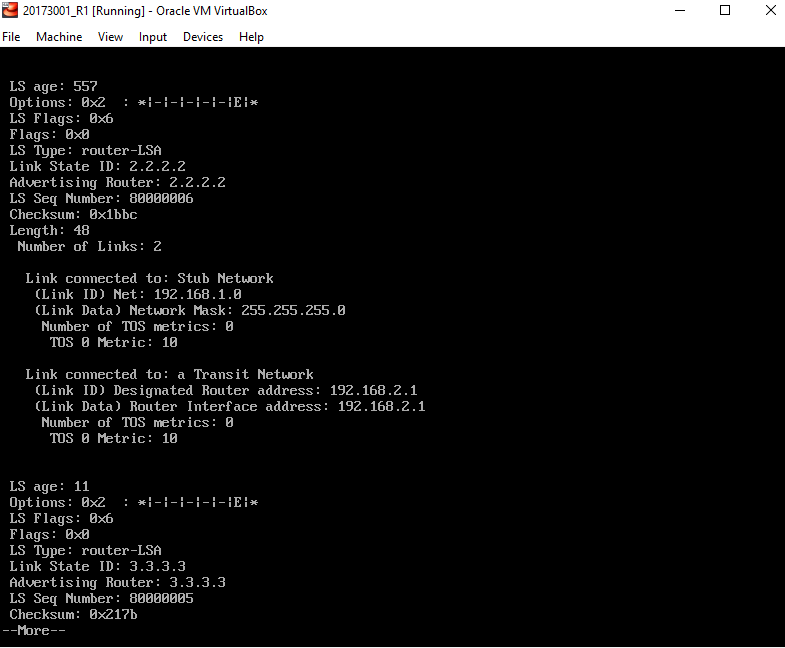 20173001_R1 [Running] - Oracle VM VirtualBox
File Machine View Input Devices Help
LS age: 557
Options: 0x2 : *|-|-|-|-|-|E|*
LS Flags: 0x6
Flags: 0x0
LS Type: router-LSA
Link State ID: 2.2.2.2
Advertising Router: 2.2.2.2
LS Seq Number: 80000006
Checksum: 0x1bbc
Length: 48
Number of Links: 2
Link connected to: Stub Network
(Link ID) Net: 192.168.1.0
(Link Data) Network Mask: 255.255.255.0
Number of TOS metrics: 0
TOS 0 Metric: 10
Link connected to: a Transit Network
(Link ID) Designated Router address: 192.168.2.1
(Link Data) Router Interface address: 192.168.2.1
Number of TOS metrics: 0
TOS 0 Metric: 10
LS age: 11
Options: 0x2 : *|-|-|-|-|-|E|*
LS Flags: 0x6
Flags: 0x0
LS Type: router-LSA
Link State ID: 3.3.3.3
Advertising Router: 3.3.3.3
LS Seq Number: 80000005
Checksum: 0x217b
--More--